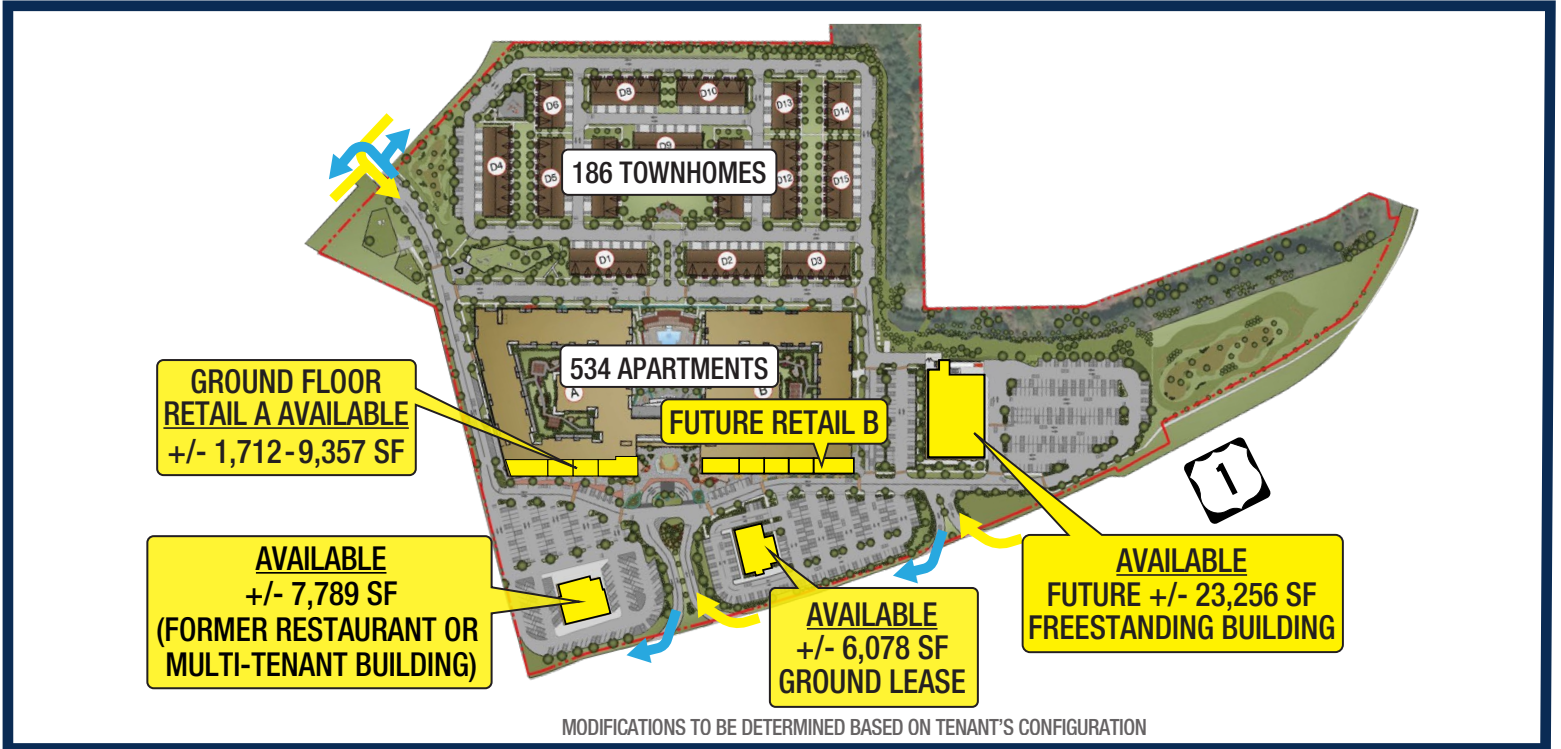 D8
D10
D6
D13
D14
D9
D4
D5
186 TOWNHOMES
D12
D15
D1
D2
D3
534 APARTMENTS
A
B
GROUND FLOOR
RETAIL A AVAILABLE
+/- 1,712-9,357 SF
FUTURE RETAIL B
1
AVAILABLE
+/- 7,789 SF
(FORMER RESTAURANT OR
MULTI-TENANT BUILDING)
AVAILABLE
+/- 6,078 SF
GROUND LEASE
AVAILABLE
FUTURE +/- 23,256 SF
FREESTANDING BUILDING
MODIFICATIONS TO BE DETERMINED BASED ON TENANT'S CONFIGURATION